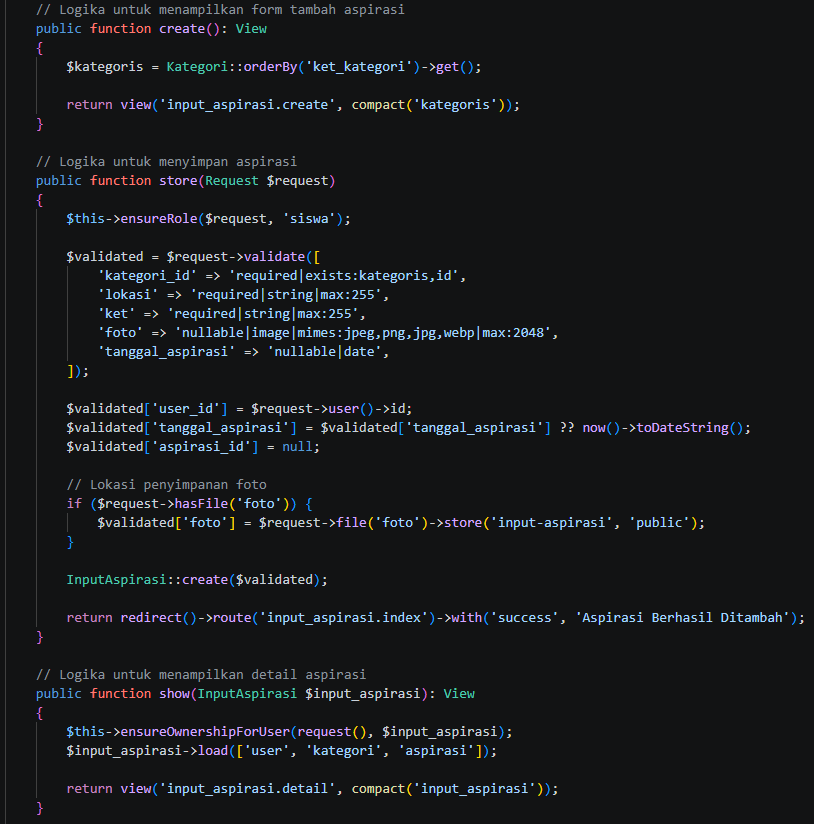 // Logika untuk menampilkan form tambah aspirasi
public function create(): View
{
    $kategoris = Kategori::orderBy('ket_kategori')->get();

    return view('input_aspirasi.create', compact('kategoris'));
}

// Logika untuk menyimpan aspirasi
public function store(Request $request)
{
    $this->ensureRole($request, 'siswa');

    $validated = $request->validate([
        'kategori_id' => 'required|exists:kategoris,id',
        'lokasi' => 'required|string|max:255',
        'ket' => 'required|string|max:255',
        'foto' => 'nullable|image|mimes:jpeg,png,jpg,webp|max:2048',
        'tanggal_aspirasi' => 'nullable|date',
    ]);

    $validated['user_id'] = $request->user()->id;
    $validated['tanggal_aspirasi'] = $validated['tanggal_aspirasi'] ?? now()->toDateString();
    $validated['aspirasi_id'] = null;

    // Lokasi penyimpanan foto
    if ($request->hasFile('foto')) {
        $validated['foto'] = $request->file('foto')->store('input-aspirasi', 'public');
    }

    InputAspirasi::create($validated);

    return redirect()->route('input_aspirasi.index')->with('success', 'Aspirasi Berhasil Ditambah');
}

// Logika untuk menampilkan detail aspirasi
public function show(InputAspirasi $input_aspirasi): View
{
    $this->ensureOwnershipForUser(request(), $input_aspirasi);
    $input_aspirasi->load(['user', 'kategori', 'aspirasi']);

    return view('input_aspirasi.detail', compact('input_aspirasi'));
}